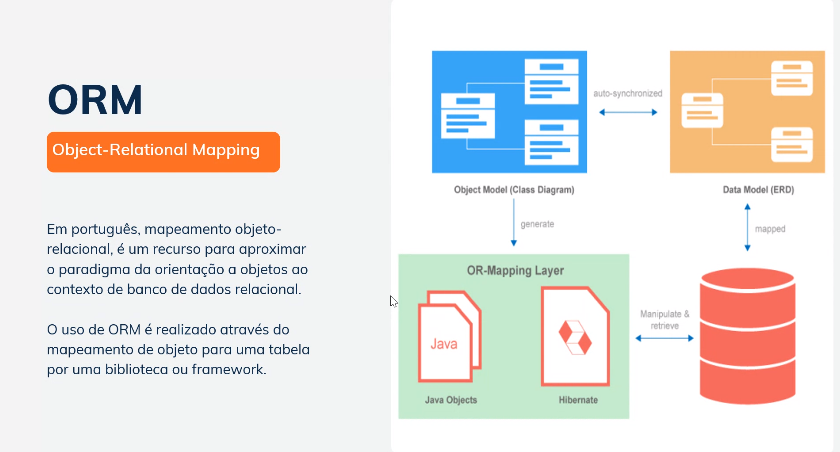 ORM
Object-Relational Mapping
Em português, mapeamento objeto-
relacional, é um recurso para aproximar
o paradigma da orientação a objetos ao
contexto de banco de dados relacional.
O uso de ORM é realizado através do
mapeamento de objeto para uma tabela
por uma biblioteca ou framework.
auto-synchronized
Object Model (Class Diagram)
Data Model (ERD)
generate
mapped
OR-Mapping Layer
Java
Manipulate &
retrieve
Java Objects
Hibernate